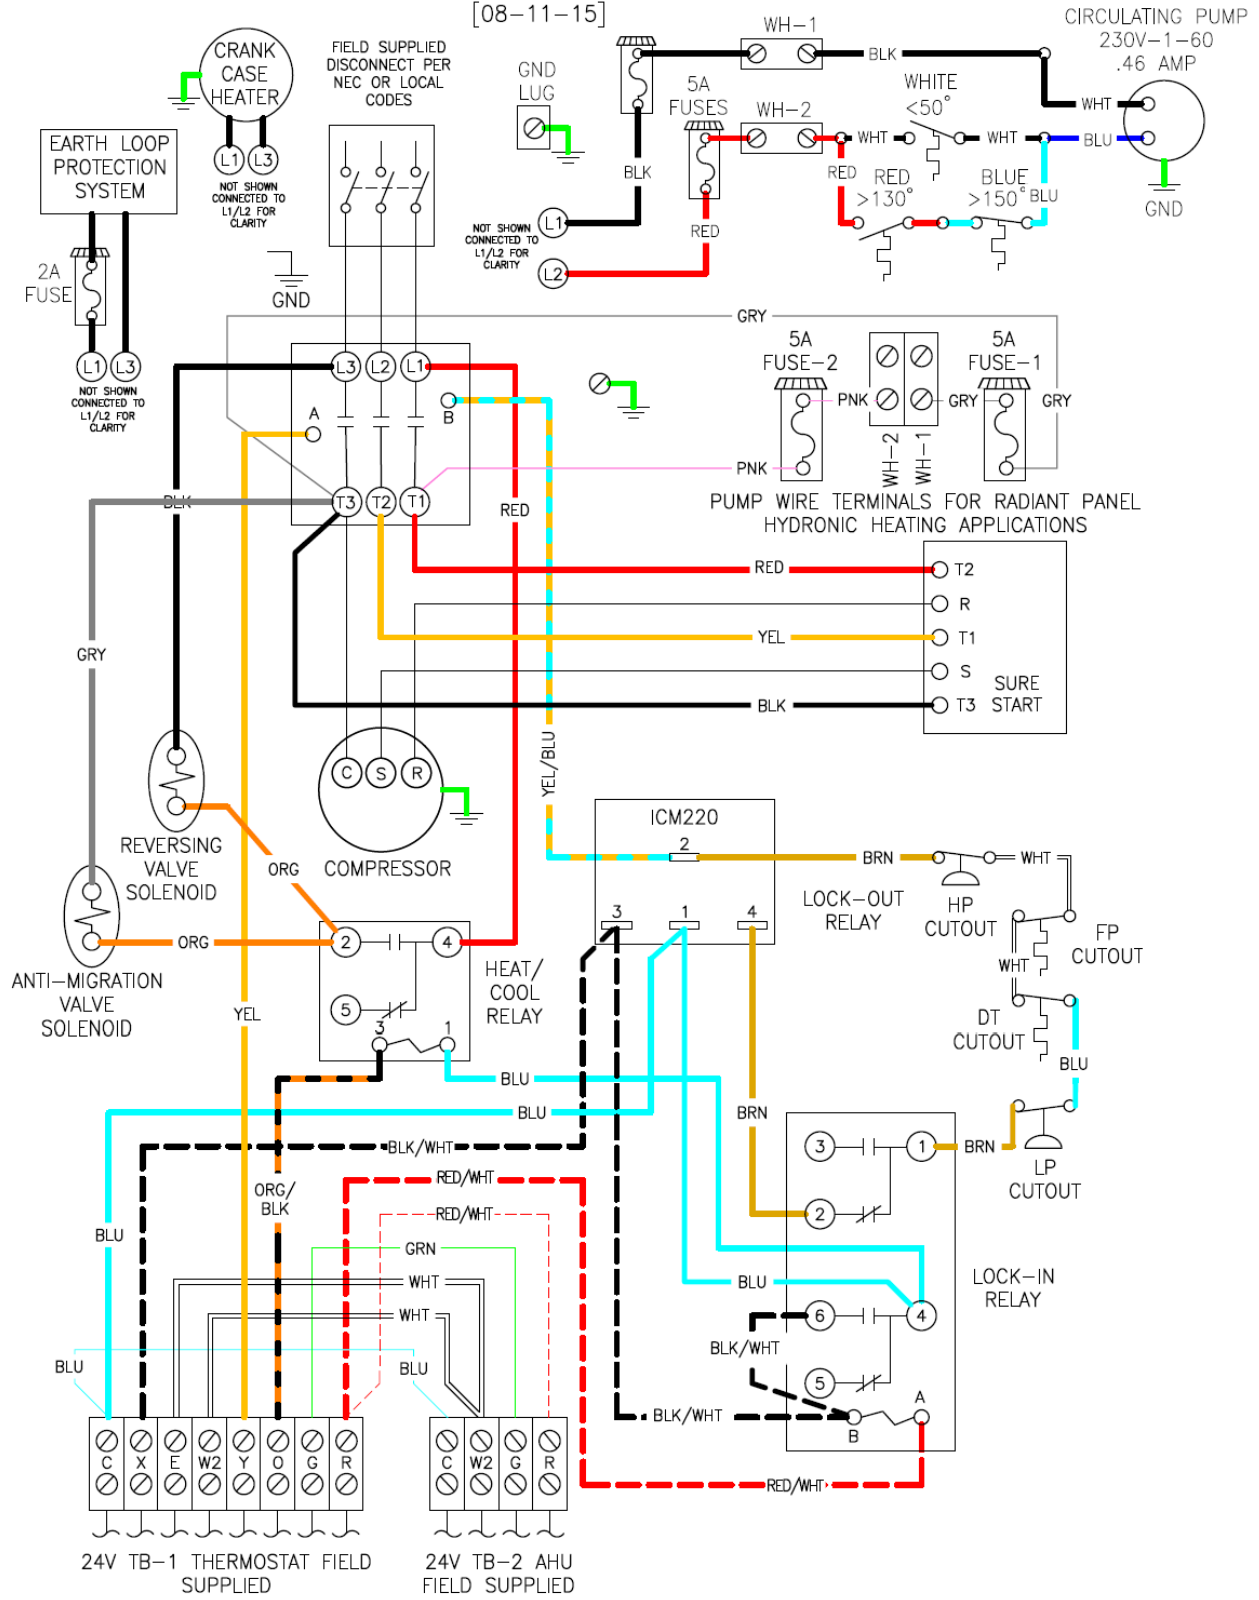 [08-11-15]
CIRCULATING PUMP
230V-1-60
.46 AMP
WH-1
BLK
WHT
CRANK
CASE
HEATER
L1
L3
NOT SHOWN
CONNECTED TO
L1/L2 FOR
CLARITY
FIELD SUPPLIED
DISCONNECT PER
NEC OR LOCAL
CODES
GND
LUG
5A
FUSES
WH-2
WHT
WHITE
<50°
WHT
BLU
BLK
RED
RED
>130°
BLUE
>150°
BLU
GND
RED
NOT SHOWN
CONNECTED TO
L1/L2 FOR
CLARITY
L1
L2
EARTH LOOP
PROTECTION
SYSTEM
2A
FUSE
L1
L3
NOT SHOWN
CONNECTED TO
L1/L2 FOR
CLARITY
GND
GRY
L3
L2
L1
A
B
T3
T2
T1
5A
FUSE-2
5A
FUSE-1
PNK
GRY
GRY
WH-2
WH-1
PNK
PUMP WIRE TERMINALS FOR RADIANT PANEL
HYDRONIC HEATING APPLICATIONS
BLK
RED
RED
T2
R
YEL
T1
S
SURE
START
BLK
T3
GRY
YEL/BLU
C
S
R
COMPRESSOR
REVERSING
VALVE
SOLENOID
ORG
ICM220
2
BRN
WHT
LOCK-OUT
RELAY
HP
CUTOUT
3
1
4
FP
CUTOUT
WHT
ORG
ANTI-MIGRATION
VALVE
SOLENOID
2
4
5
3
1
HEAT/
COOL
RELAY
YEL
DT
CUTOUT
BLU
BLU
BLU
BRN
BLK/WHT
3
1
BRN
LP
CUTOUT
RED/WHT
ORG/
BLK
RED/WHT
2
BLU
GRN
WHT
BLU
LOCK-IN
RELAY
WHT
6
4
BLK/WHT
BLU
BLU
5
A
BLK/WHT
B
C
X
E
W2
Y
O
G
R
C
W2
G
R
RED/WHT
24V TB-1 THERMOSTAT FIELD
SUPPLIED
24V TB-2 AHU
FIELD SUPPLIED